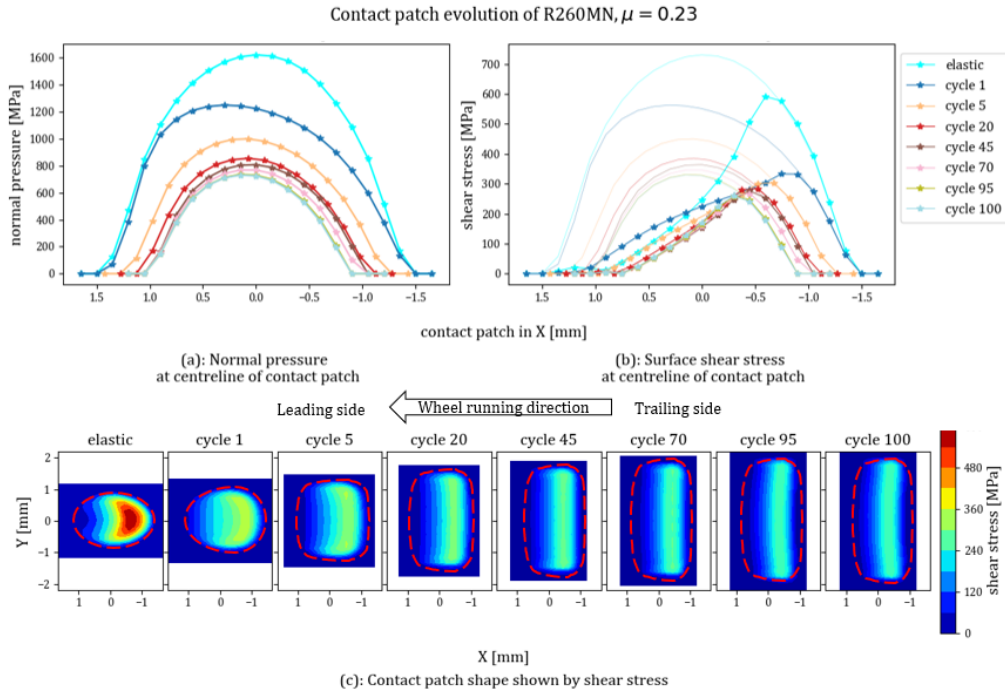 Contact patch evolution of R260MN, μ = 0.23
normal pressure [MPa]
1600
1400
1200
1000
800
600
400
200
0
1.5 1.0 0.5 0.0 −0.5 −1.0 −1.5
shear stress [MPa]
700
600
500
400
300
200
100
0
1.5 1.0 0.5 0.0 −0.5 −1.0 −1.5
elastic
cycle 1
cycle 5
cycle 20
cycle 45
cycle 70
cycle 95
cycle 100
contact patch in X [mm]
(a): Normal pressure
at centreline of contact patch
(b): Surface shear stress
at centreline of contact patch
Leading side Wheel running direction Trailing side
elastic cycle 1 cycle 5 cycle 20 cycle 45 cycle 70 cycle 95 cycle 100
Y [mm]
2
1
0
−1
−2
1 0 −1 1 0 −1 1 0 −1 1 0 −1 1 0 −1 1 0 −1 1 0 −1 1 0 −1
480
360
240
120
0
shear stress [MPa]
X [mm]
(c): Contact patch shape shown by shear stress